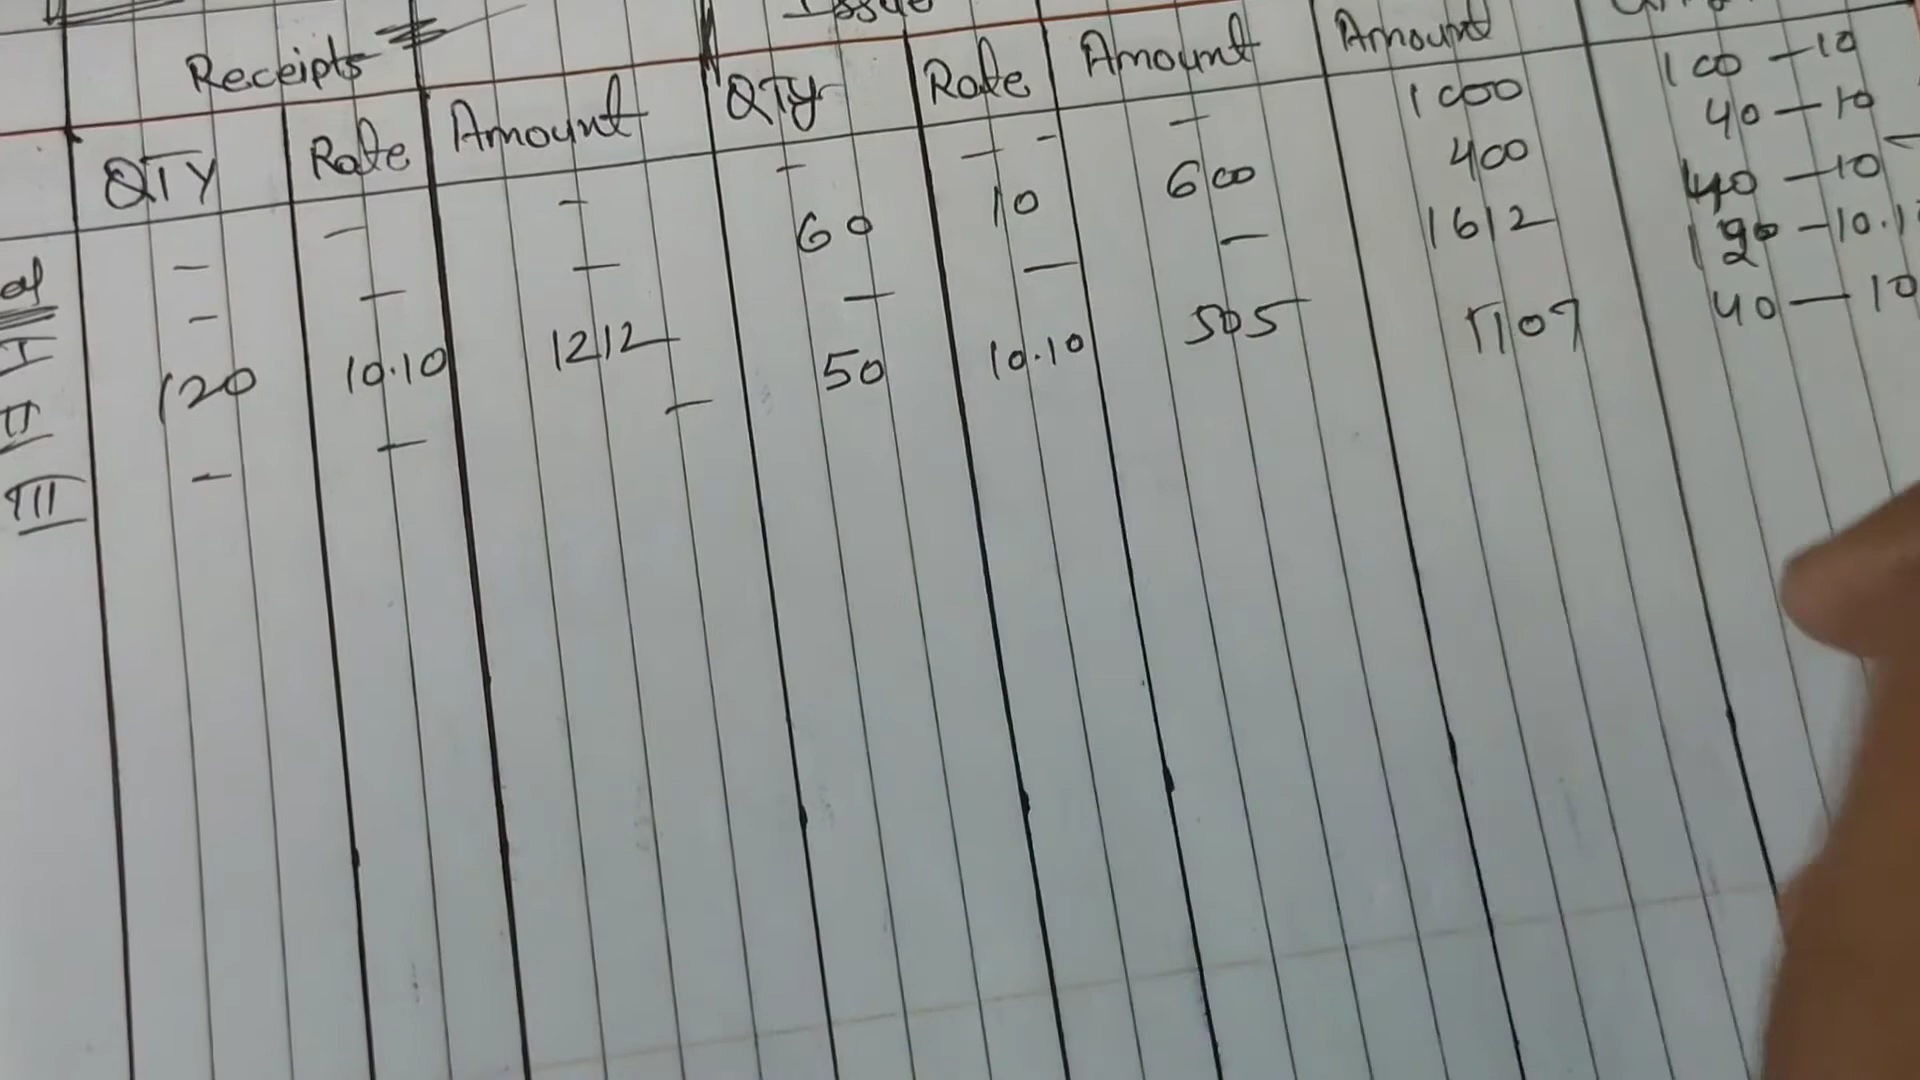 Issue
Receipts QTY Rate Amount Amount
QTY Rate Amount
- - - - - - 1000 100 - 10
I - - - 60 10 600 400 40 - 10
II 120 10.10 1212 - - - 1612 40 - 10
120 - 10.1
III - - - 50 10.10 505 1107 40 - 10